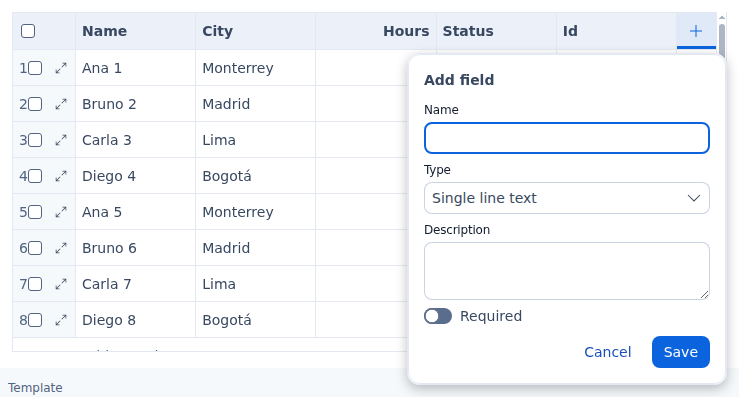 Name City Hours Status Id +
1 Ana 1 Monterrey
2 Bruno 2 Madrid
3 Carla 3 Lima
4 Diego 4 Bogotá
5 Ana 5 Monterrey
6 Bruno 6 Madrid
7 Carla 7 Lima
8 Diego 8 Bogotá
Add field
Name
Type
Single line text
Description
Required
Cancel Save
Template